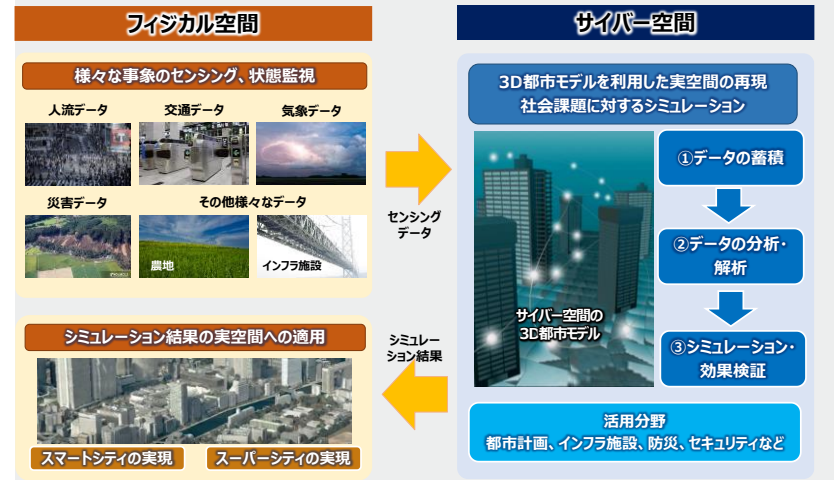 フィジカル空間
様々な事象のセンシング、状態監視
人流データ
交通データ
気象データ
災害データ
その他様々なデータ
農地
インフラ施設
シミュレーション結果の実空間への適用
スマートシティの実現
スーパーシティの実現
センシング
データ
シミュレー
ション結果
サイバー空間
3D都市モデルを利用した実空間の再現
社会課題に対するシミュレーション
サイバー空間の
3D都市モデル
①データの蓄積
②データの分析・
解析
③シミュレーション・
効果検証
活用分野
都市計画、インフラ施設、防災、セキュリティなど